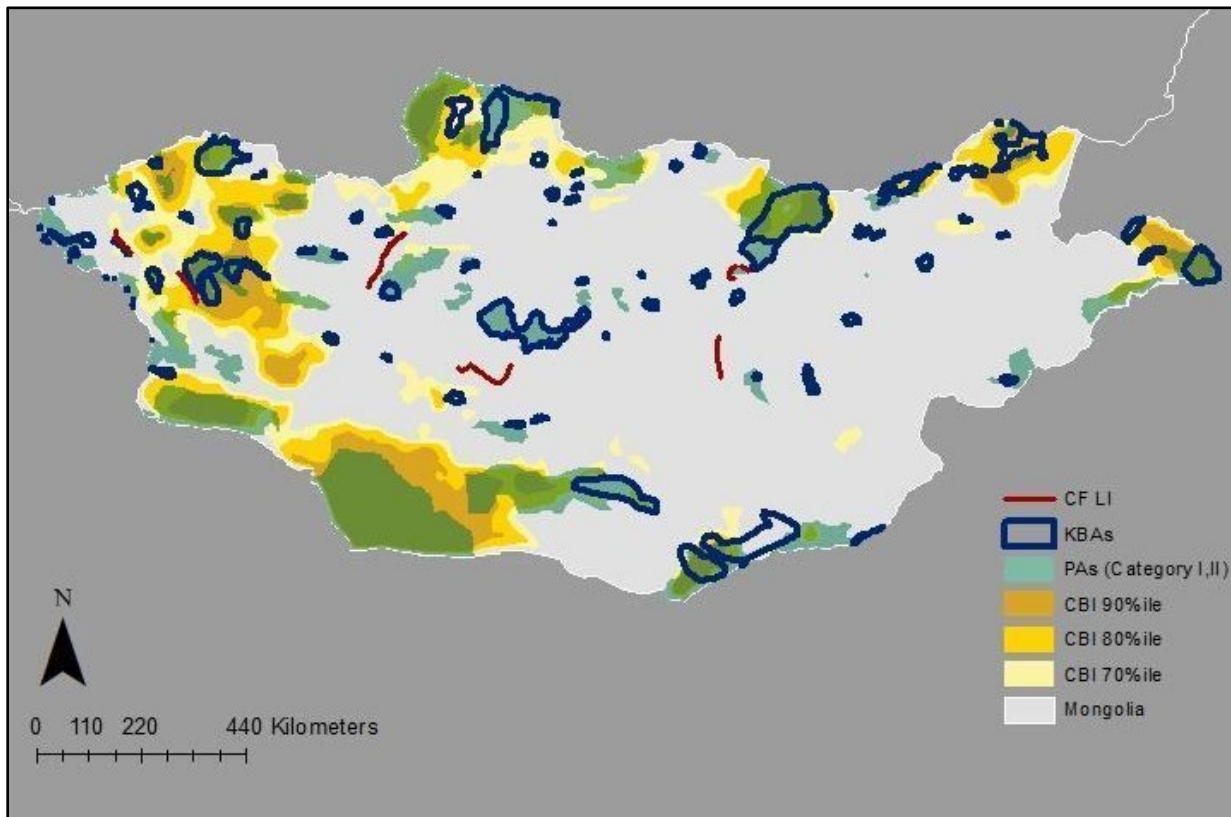 CF LI
KBAs
PAs (Category I,II)
CBI 90%ile
CBI 80%ile
CBI 70%ile
Mongolia
N
0 110 220 440 Kilometers